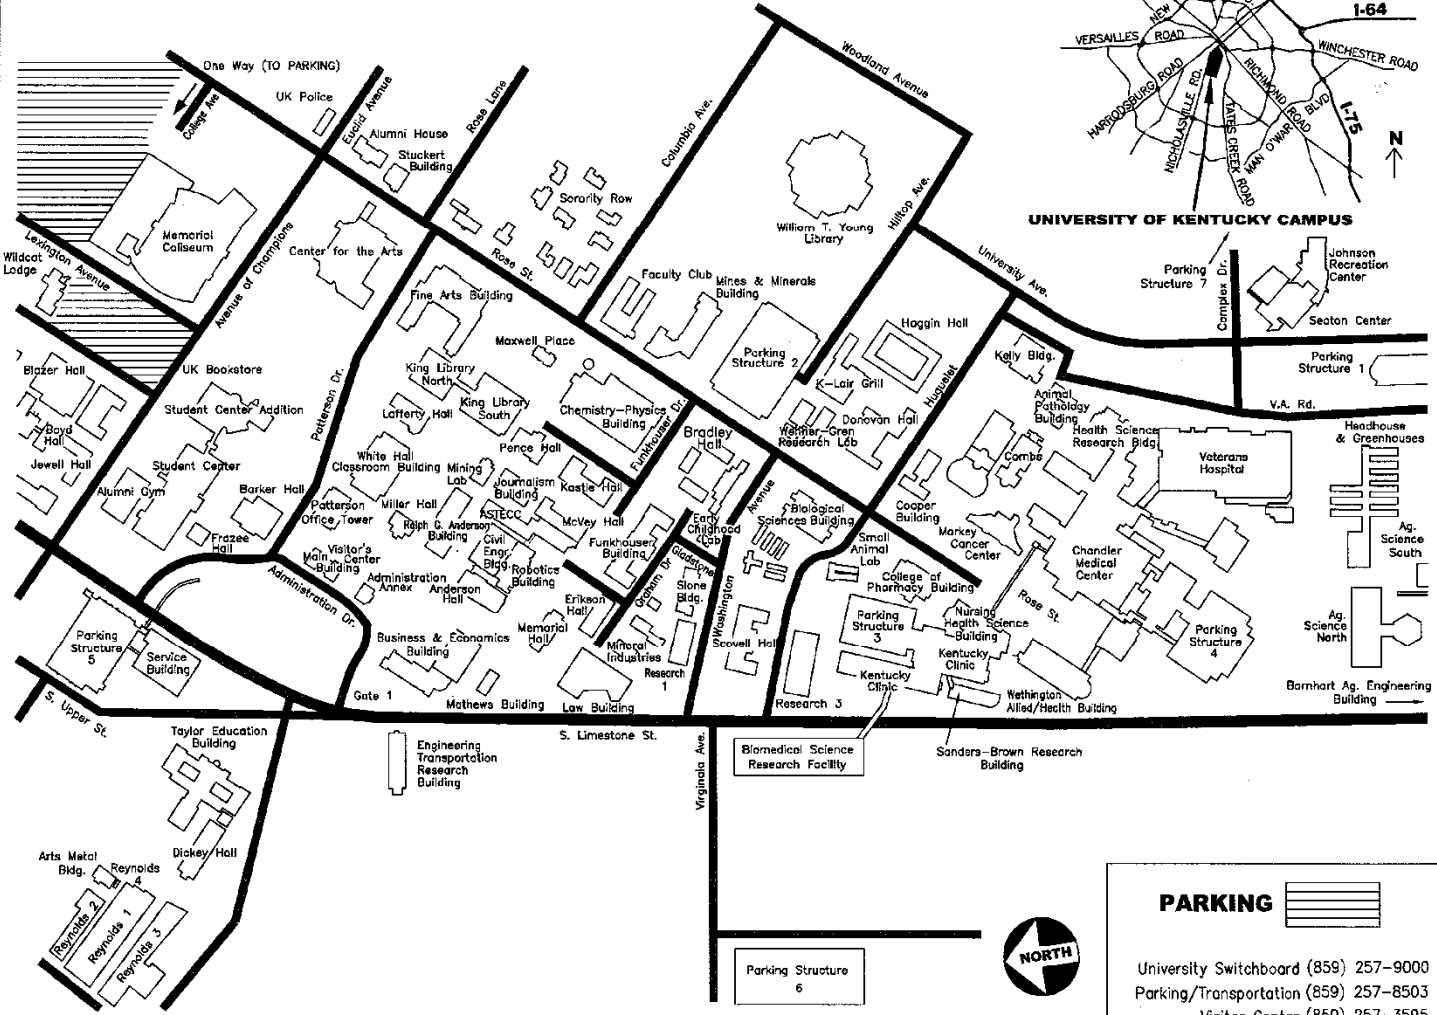 I-64
NEW
VERSAILLES ROAD
WINCHESTER ROAD
HARRODSBURG ROAD
NICHOLASVILLE RD.
TATES CREEK ROAD
RICHMOND ROAD
MAN O'WAR BLVD
I-75
N
UNIVERSITY OF KENTUCKY CAMPUS
One Way (TO PARKING)
College Ave
UK Police
Euclid Avenue
Alumni House
Stuckert
Building
Rose Lane
Columbia Ave.
Woodland Avenue
Sorority Row
William T. Young
Library
Hilltop Ave.
University Ave.
Parking
Structure 7
Complex Dr.
Johnson
Recreation
Center
Seaton Center
Lexington Avenue
Wildcat
Lodge
Memorial
Coliseum
Avenue of Champions
Center for the Arts
Rose St.
Faculty Club
Mines & Minerals
Building
Fine Arts Building
Maxwell Place
Parking
Structure 2
Haggin Hall
Huguelet
Kelly Bldg.
Parking
Structure 1
V.A. Rd.
Blazer Hall
UK Bookstore
Patterson Dr.
King Library
North
King Library
South
Chemistry-Physics
Building
Funkhouser Dr.
K-Lair Grill
Donovan Hall
Wenner-Gren
Research Lab
Animal
Pathology
Building
Health Science
Research Bldg.
Headhouse
& Greenhouses
Student Center Addition
Lafferty Hall
Boyd
Hall
Jewell Hall
Student Center
Alumni Gym
Barker Hall
White Hall
Classroom Building
Pence Hall
Mining
Lab
Journalism
Building
Kastle Hall
Bradley
Hall
Avenue
Combs
Veterans
Hospital
Frazee
Hall
Patterson
Office Tower
Miller Hall
Ralph G. Anderson
Building
ASTECC
McVey Hall
Funkhouser
Building
Early
Childhood
Lab
Biological
Sciences Building
Cooper
Building
Markey
Cancer
Center
Small
Animal
Lab
Chandler
Medical
Center
Ag.
Science
South
Main
Building
Visitor's
Center
Civil
Engr.
Bldg.
Robotics
Building
Gladstone
Administration Dr.
Administration
Annex
Anderson
Hall
Erikson
Hall
Graham Dr
Slone
Bldg.
Washington
College of
Pharmacy Building
Nursing
Health Science
Building
Rose St.
Parking
Structure
5
Service
Building
Business & Economics
Building
Memorial
Hall
Mineral
Industries
Research
1
Scovell Hall
Parking
Structure
3
Kentucky
Clinic
Kentucky
Clinic
Parking
Structure
4
Ag.
Science
North
Gate 1
Mathews Building
Law Building
Research 3
Wethington
Allied/Health Building
Barnhart Ag. Engineering
Building
S. Upper St.
S. Limestone St.
Taylor Education
Building
Engineering
Transportation
Research
Building
Virginaia Ave.
Biomedical Science
Research Facility
Sanders-Brown Research
Building
Dickey Hall
Arts Metal
Bldg.
Reynolds
4
Reynolds 2
Reynolds 1
Reynolds 3
Parking Structure
6
NORTH
PARKING
University Switchboard (859) 257-9000
Parking/Transportation (859) 257-8503
Visitor Center (859) 257-3595